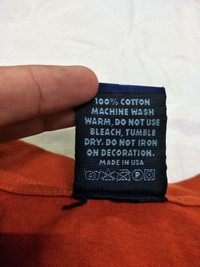 100% COTTON
MACHINE WASH
WARM, DO NOT USE
BLEACH, TUMBLE
DRY. DO NOT IRON
ON DECORATION.
MADE IN USA